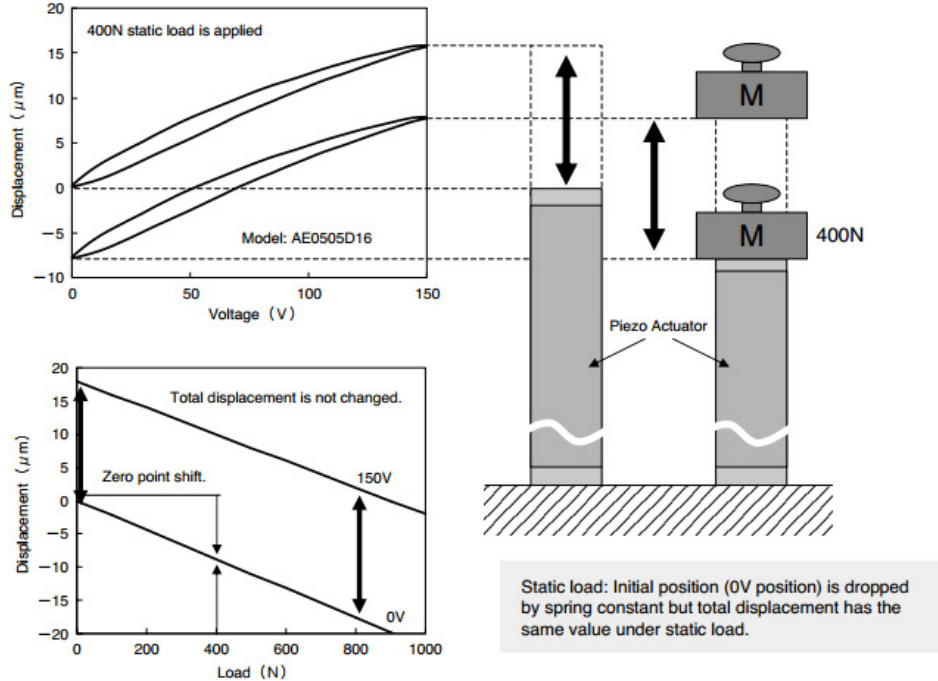 20
15
10
5
0
−5
−10
Displacement (μm)
400N static load is applied
Model: AE0505D16
0
50
100
150
Voltage (V)
M
M
400N
Piezo Actuator
20
15
10
5
0
−5
−10
−15
−20
Displacement (μm)
Total displacement is not changed.
Zero point shift.
150V
0V
0
200
400
600
800
1000
Load (N)
Static load: Initial position (0V position) is dropped
by spring constant but total displacement has the
same value under static load.